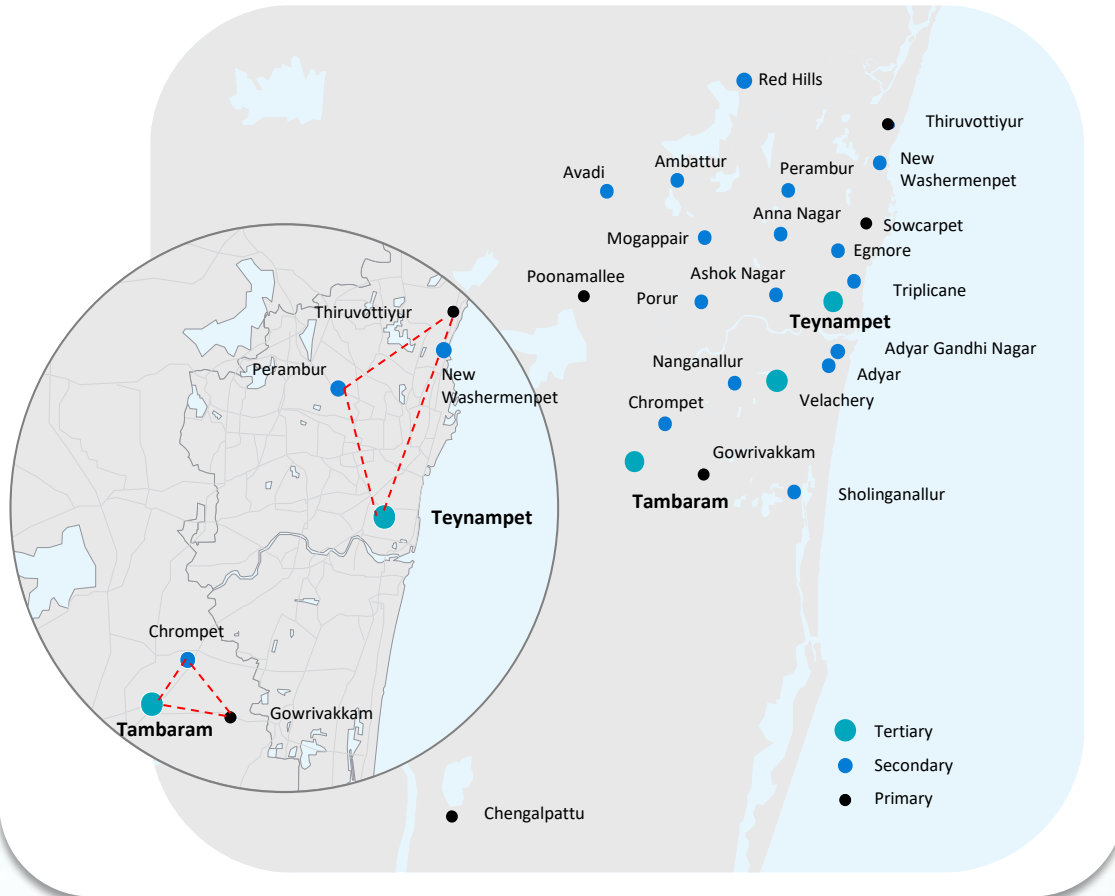 Red Hills
Thiruvottiyur
New
Washermenpet
Ambattur
Perambur
Avadi
Anna Nagar
Sowcarpet
Mogappair
Egmore
Poonamallee
Ashok Nagar
Porur
Triplicane
Teynampet
Adyar Gandhi Nagar
Nanganallur
Adyar
Velachery
Chrompet
Gowrivakkam
Tambaram
Sholinganallur
Thiruvottiyur
Perambur
New
Washermenpet
Teynampet
Chrompet
Gowrivakkam
Tambaram
Chengalpattu
Tertiary
Secondary
Primary